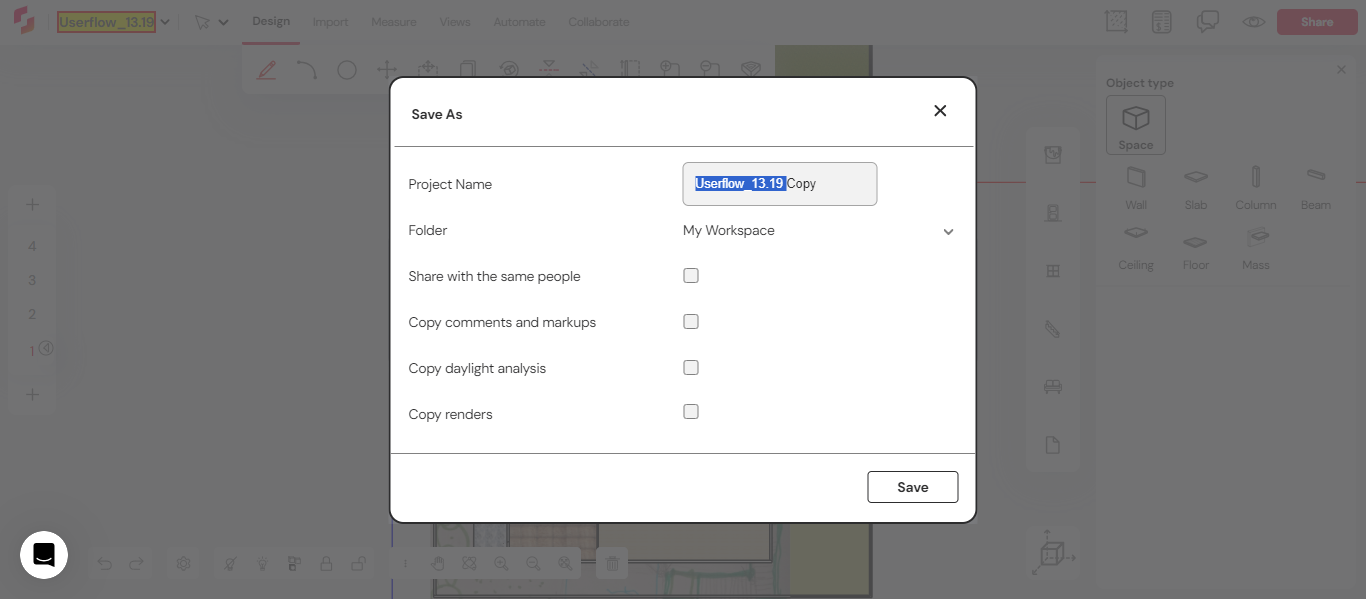 Userflow_13.19
Design
Import
Measure
Views
Automate
Collaborate
Share
Save As
Project Name
Userflow_13.19 Copy
Folder
My Workspace
Share with the same people
Copy comments and markups
Copy daylight analysis
Copy renders
Save
4
3
2
1
Object type
Space
Wall
Slab
Column
Beam
Ceiling
Floor
Mass